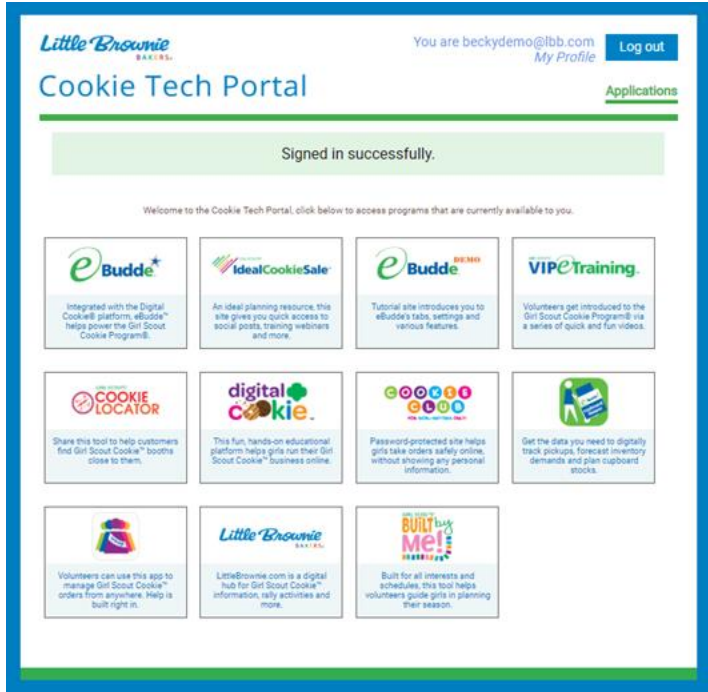 Little Brownie
BAKERS.
You are beckydemo@lbb.com
My Profile
Log out
Cookie Tech Portal
Applications
Signed in successfully.
Welcome to the Cookie Tech Portal, click below to access programs that are currently available to you.
eBudde
Integrated with the Digital
Cookie® platform, eBudde™
helps power the Girl Scout
Cookie Program®.
IdealCookieSale
An ideal planning resource, this
site gives you quick access to
social posts, training webinars
and more.
eBudde DEMO
Tutorial site introduces you to
eBudde's tabs, settings and
various features.
VIPeTraining.
Volunteers get introduced to the
Girl Scout Cookie Program® via
a series of quick and fun videos.
COOKIE
LOCATOR
Share this tool to help customers
find Girl Scout Cookie™ booths
close to them.
digital
cookie.
This fun, hands-on educational
platform helps girls run their Girl
Scout Cookie™ business online.
COOKIE
CLUB
Password-protected site helps
girls take orders safely online,
without showing any personal
information.
Get the data you need to digitally
track pickups, forecast inventory
demands and plan cupboard
stocks.
Volunteers can use this app to
manage Girl Scout Cookie™
orders from anywhere. Help is
built right in.
Little Brownie
BAKERS.
LittleBrownie.com is a digital
hub for Girl Scout Cookie™
information, rally activities and
more.
BUILT by
Me!
Built for all interests and
schedules, this tool helps
volunteers guide girls in planning
their season.